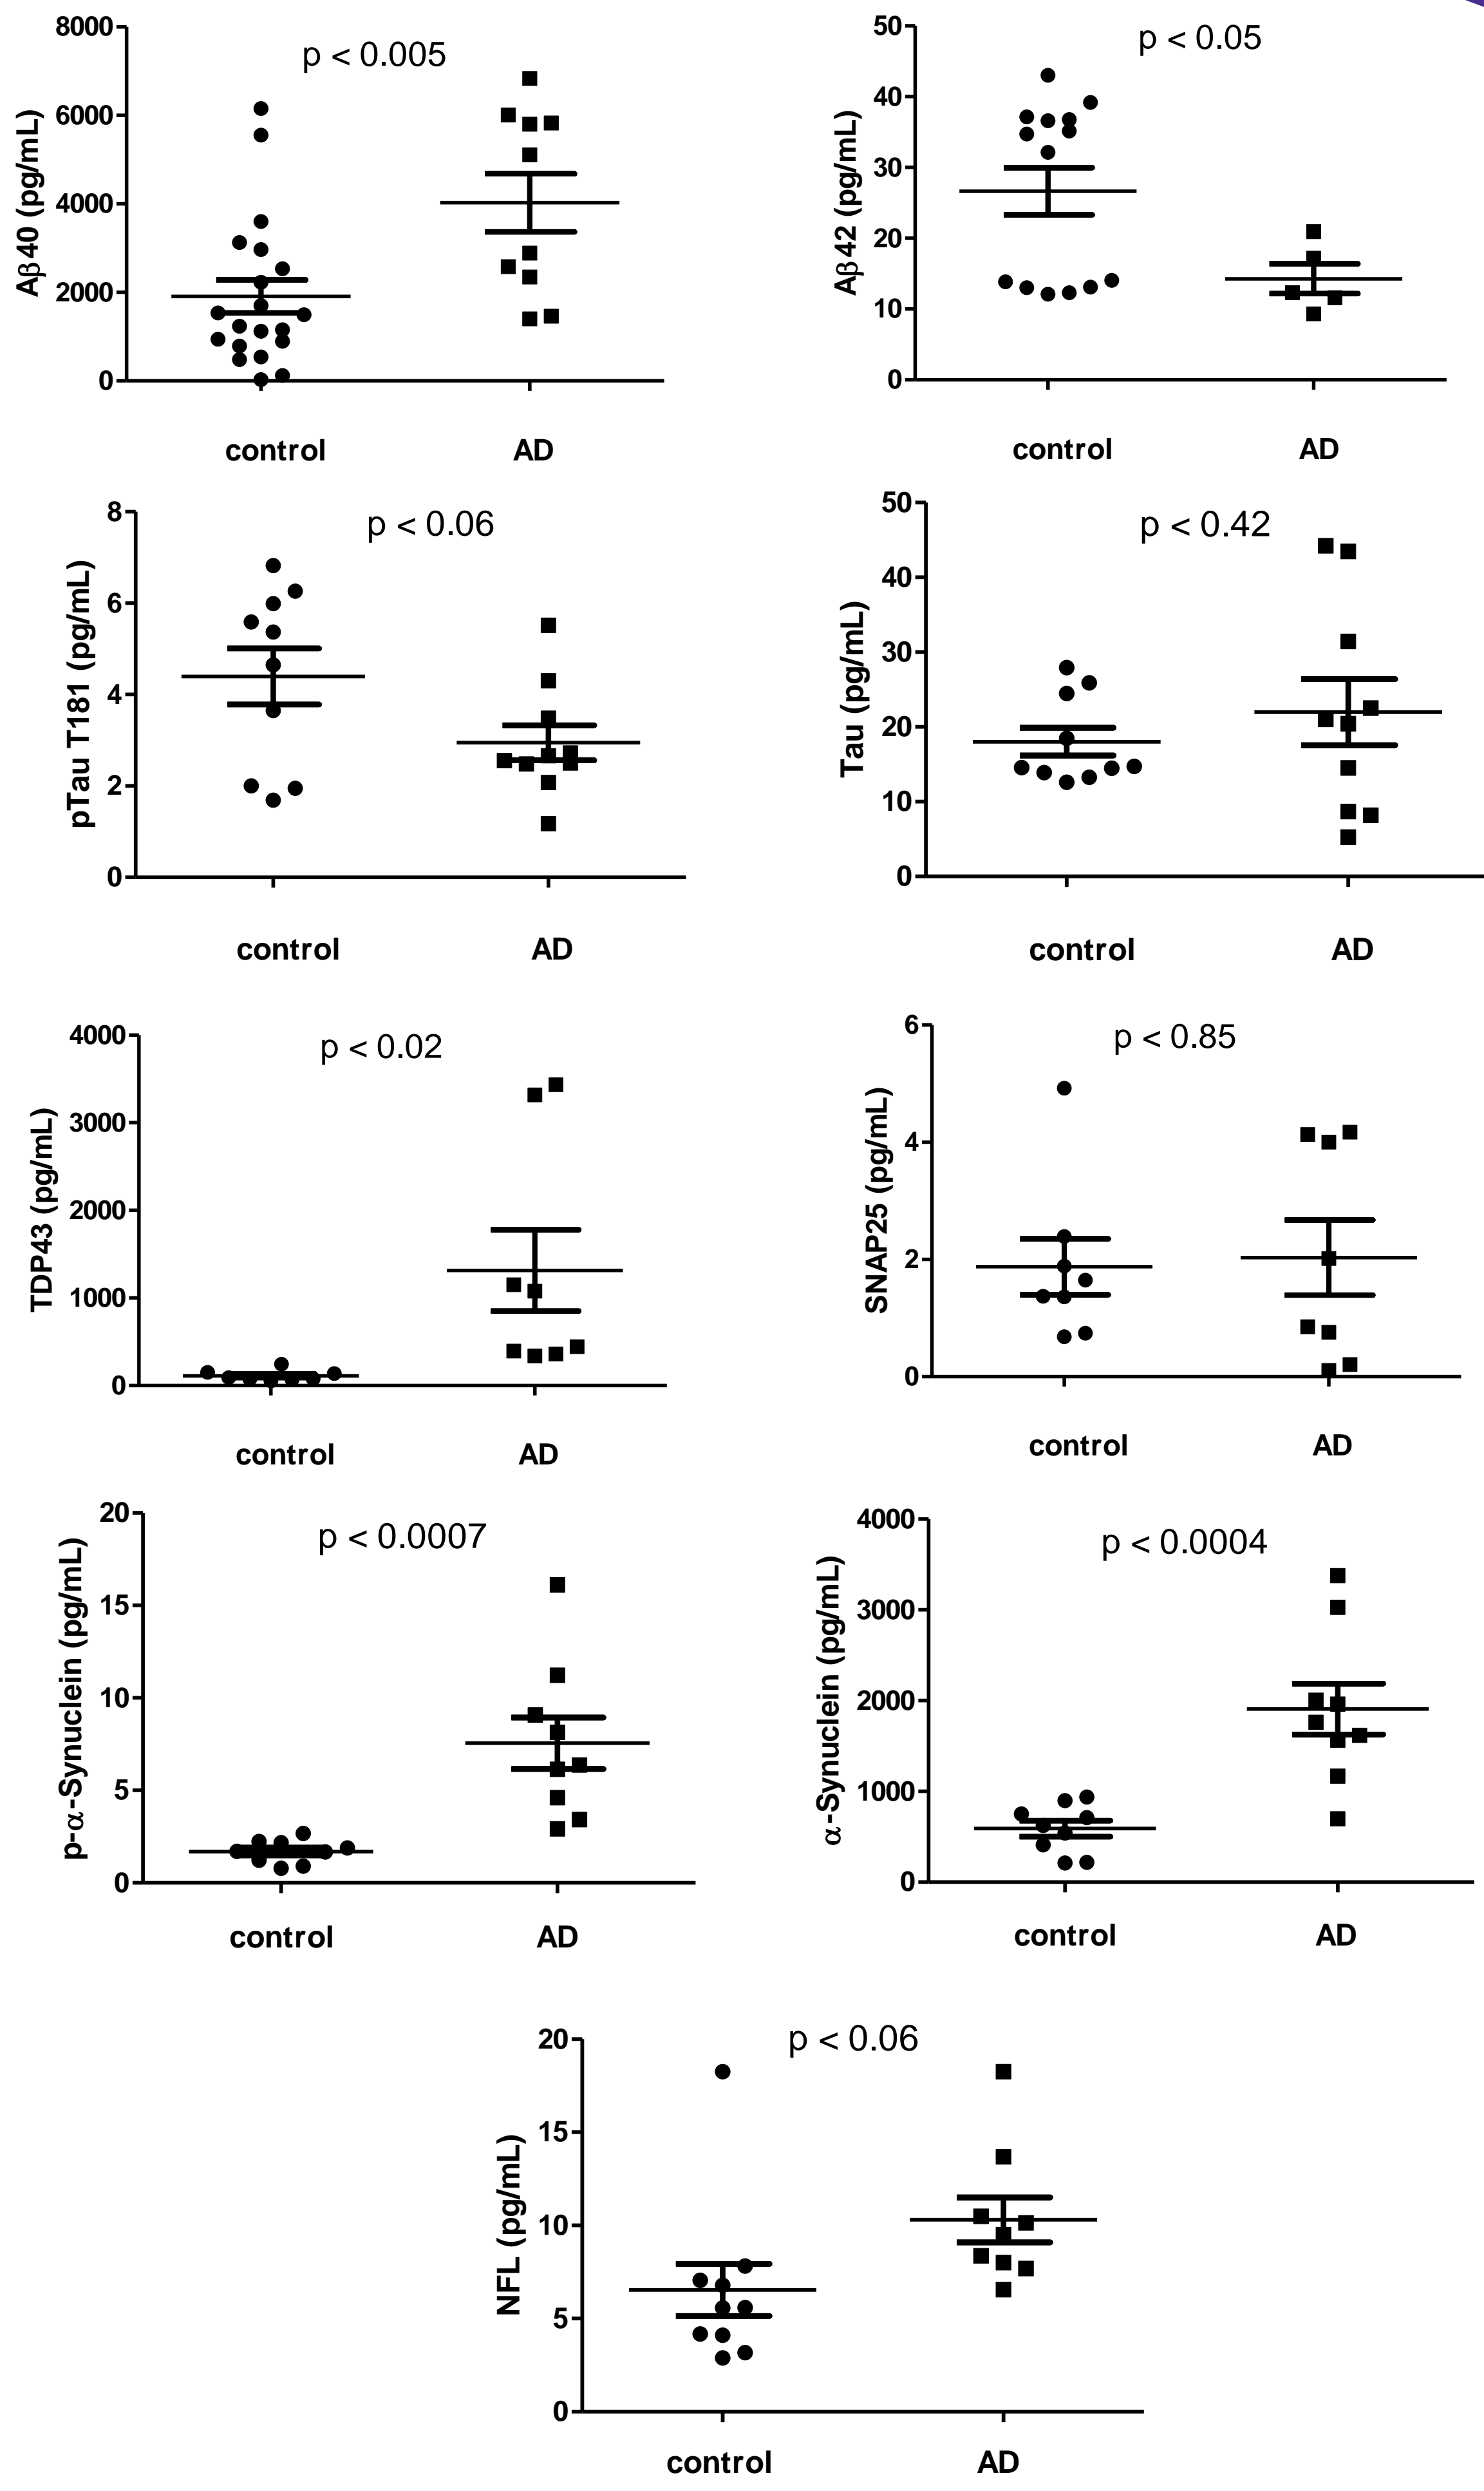 p < 0.005
Aβ40 (pg/mL)
8000
6000
4000
2000
0
control AD
p < 0.05
Aβ42 (pg/mL)
50
40
30
20
10
0
control AD
p < 0.06
pTau T181 (pg/mL)
8
6
4
2
0
control AD
p < 0.42
Tau (pg/mL)
50
40
30
20
10
0
control AD
p < 0.02
TDP43 (pg/mL)
4000
3000
2000
1000
0
control AD
p < 0.85
SNAP25 (pg/mL)
6
4
2
0
control AD
p < 0.0007
p-α-Synuclein (pg/mL)
20
15
10
5
0
control AD
p < 0.0004
α-Synuclein (pg/mL)
4000
3000
2000
1000
0
control AD
p < 0.06
NFL (pg/mL)
20
15
10
5
0
control AD